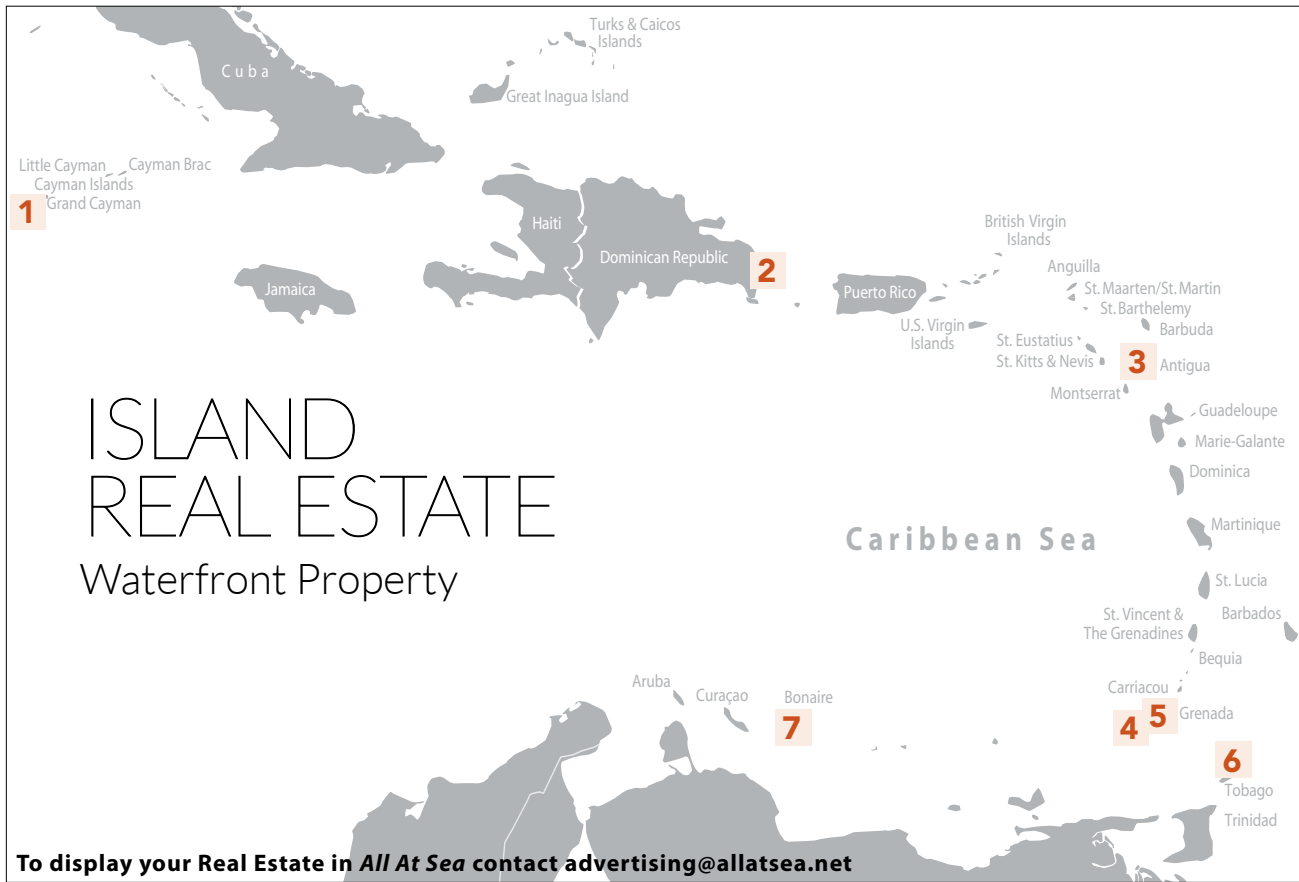 Turks & Caicos
Islands
Cuba
Great Inagua Island
Little Cayman
Cayman Brac
Cayman Islands
Grand Cayman
1
Haiti
Dominican Republic
2
Jamaica
Puerto Rico
British Virgin
Islands
Anguilla
St. Maarten/St. Martin
St. Barthelemy
Barbuda
U.S. Virgin
Islands
St. Eustatius
St. Kitts & Nevis
3
Antigua
Montserrat
Guadeloupe
Marie-Galante
Dominica
ISLAND
REAL ESTATE
Waterfront Property
Caribbean Sea
Martinique
St. Lucia
St. Vincent &
The Grenadines
Barbados
Bequia
Carriacou
Aruba
Curaçao
Bonaire
7
4
5
Grenada
6
Tobago
Trinidad
To display your Real Estate in All At Sea contact advertising@allatsea.net